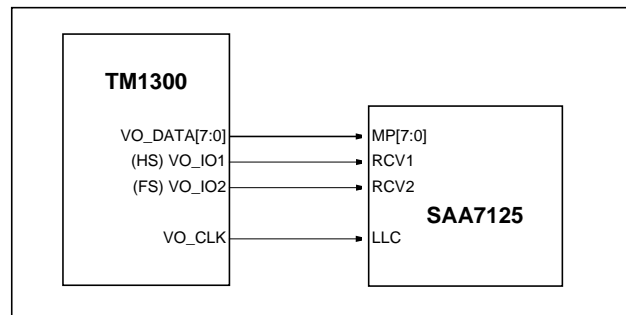 TM1300
VO_DATA[7:0]
MP[7:0]
(HS) VO_IO1
RCV1
(FS) VO_IO2
RCV2
SAA7125
VO_CLK
LLC